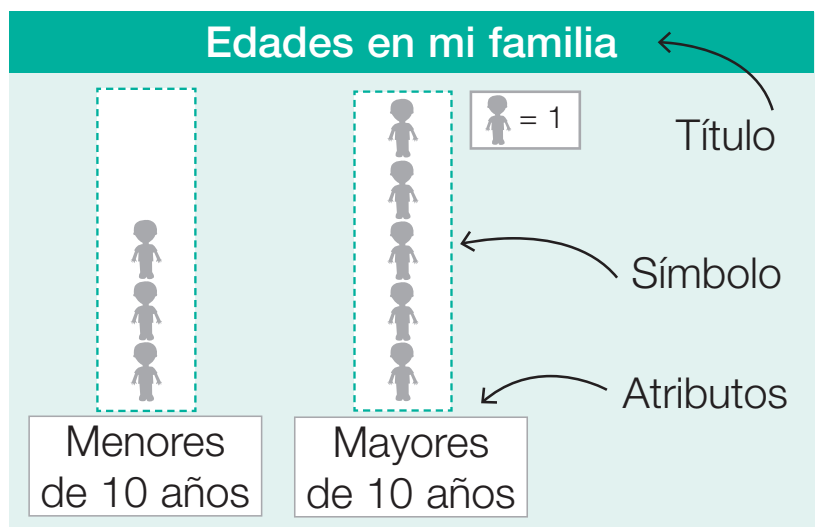 Edades en mi familia
= 1
Título
Símbolo
Atributos
Menores
de 10 años
Mayores
de 10 años